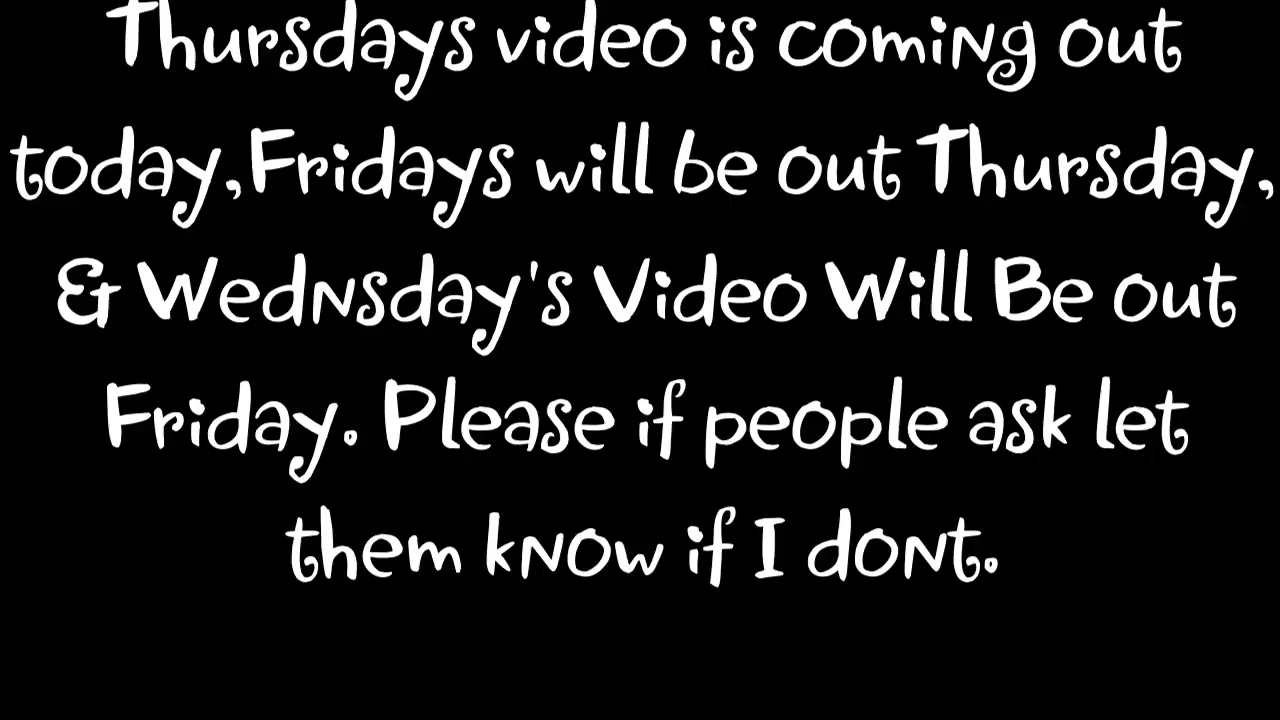 Thursdays video is coming out
today,Fridays will be out Thursday,
& Wednsday's Video Will Be out
Friday. Please if people ask let
them know if I dont.